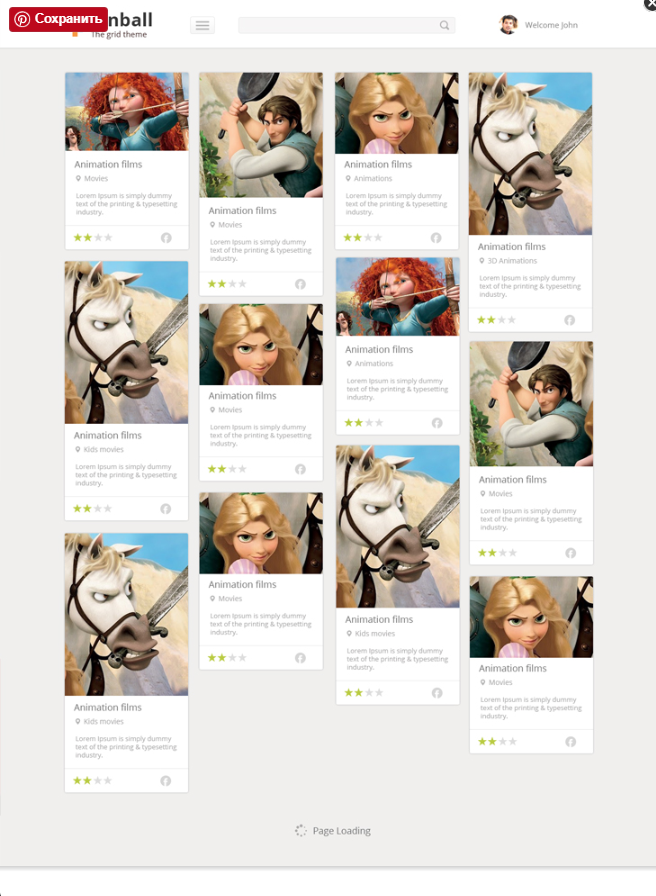 Сохранить
nball
The grid theme
Welcome John
Animation films
Movies
Lorem Ipsum is simply dummy
text of the printing & typesetting
industry.
Animation films
Kids movies
Lorem Ipsum is simply dummy
text of the printing & typesetting
industry.
Animation films
Kids movies
Lorem Ipsum is simply dummy
text of the printing & typesetting
industry.
Animation films
Movies
Lorem Ipsum is simply dummy
text of the printing & typesetting
industry.
Animation films
Movies
Lorem Ipsum is simply dummy
text of the printing & typesetting
industry.
Animation films
Movies
Lorem Ipsum is simply dummy
text of the printing & typesetting
industry.
Animation films
Animations
Lorem Ipsum is simply dummy
text of the printing & typesetting
industry.
Animation films
Animations
Lorem Ipsum is simply dummy
text of the printing & typesetting
industry.
Animation films
Kids movies
Lorem Ipsum is simply dummy
text of the printing & typesetting
industry.
Animation films
3D Animations
Lorem Ipsum is simply dummy
text of the printing & typesetting
industry.
Animation films
Movies
Lorem Ipsum is simply dummy
text of the printing & typesetting
industry.
Animation films
Movies
Lorem Ipsum is simply dummy
text of the printing & typesetting
industry.
Page Loading